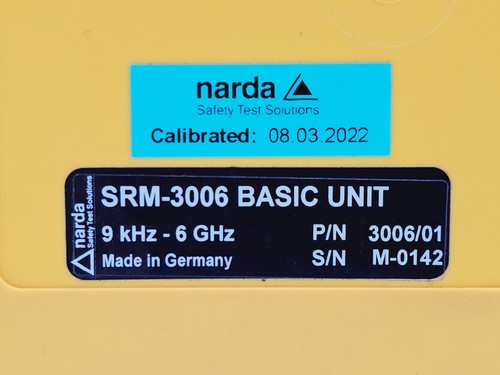 narda
Safety Test Solutions
Calibrated: 08.03.2022
narda
Safety Test Solutions
SRM-3006 BASIC UNIT
9 kHz - 6 GHz P/N 3006/01
Made in Germany S/N M-0142